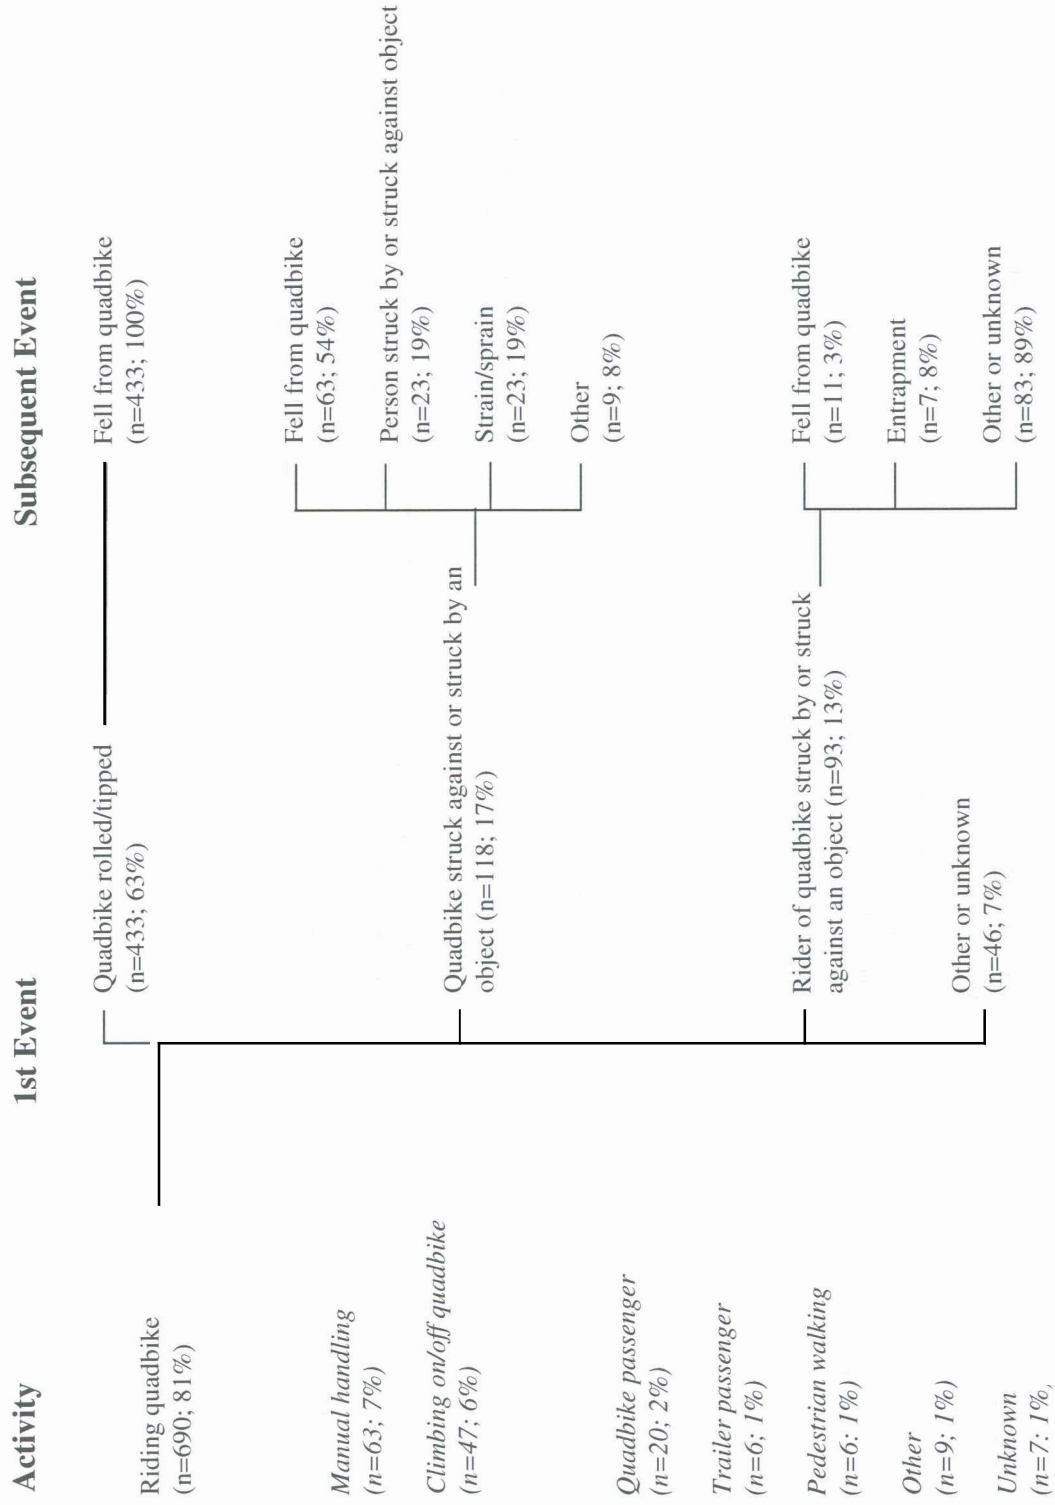 Activity
1st Event
Subsequent Event
Riding quadbike
(n=690; 81%)
Manual handling
(n=63; 7%)
Climbing on/off quadbike
(n=47; 6%)
Quadbike passenger
(n=20; 2%)
Trailer passenger
(n=6; 1%)
Pedestrian walking
(n=6: 1%)
Other
(n=9; 1%)
Unknown
(n=7: 1%,
Quadbike rolled/tipped
(n=433; 63%)
Quadbike struck against or struck by an
object (n=118; 17%)
Rider of quadbike struck by or struck
against an object (n=93; 13%)
Other or unknown
(n=46; 7%)
Fell from quadbike
(n=433; 100%)
Fell from quadbike
(n=63; 54%)
Person struck by or struck against object
(n=23; 19%)
Strain/sprain
(n=23; 19%)
Other
(n=9; 8%)
Fell from quadbike
(n=11; 3%)
Entrapment
(n=7; 8%)
Other or unknown
(n=83; 89%)